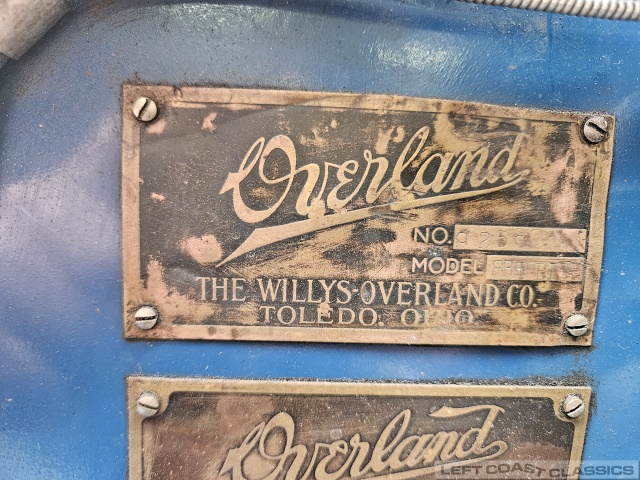 Overland
NO.
MODEL
THE WILLYS-OVERLAND CO.
TOLEDO, OHIO
Overland
LEFT COAST CLASSICS